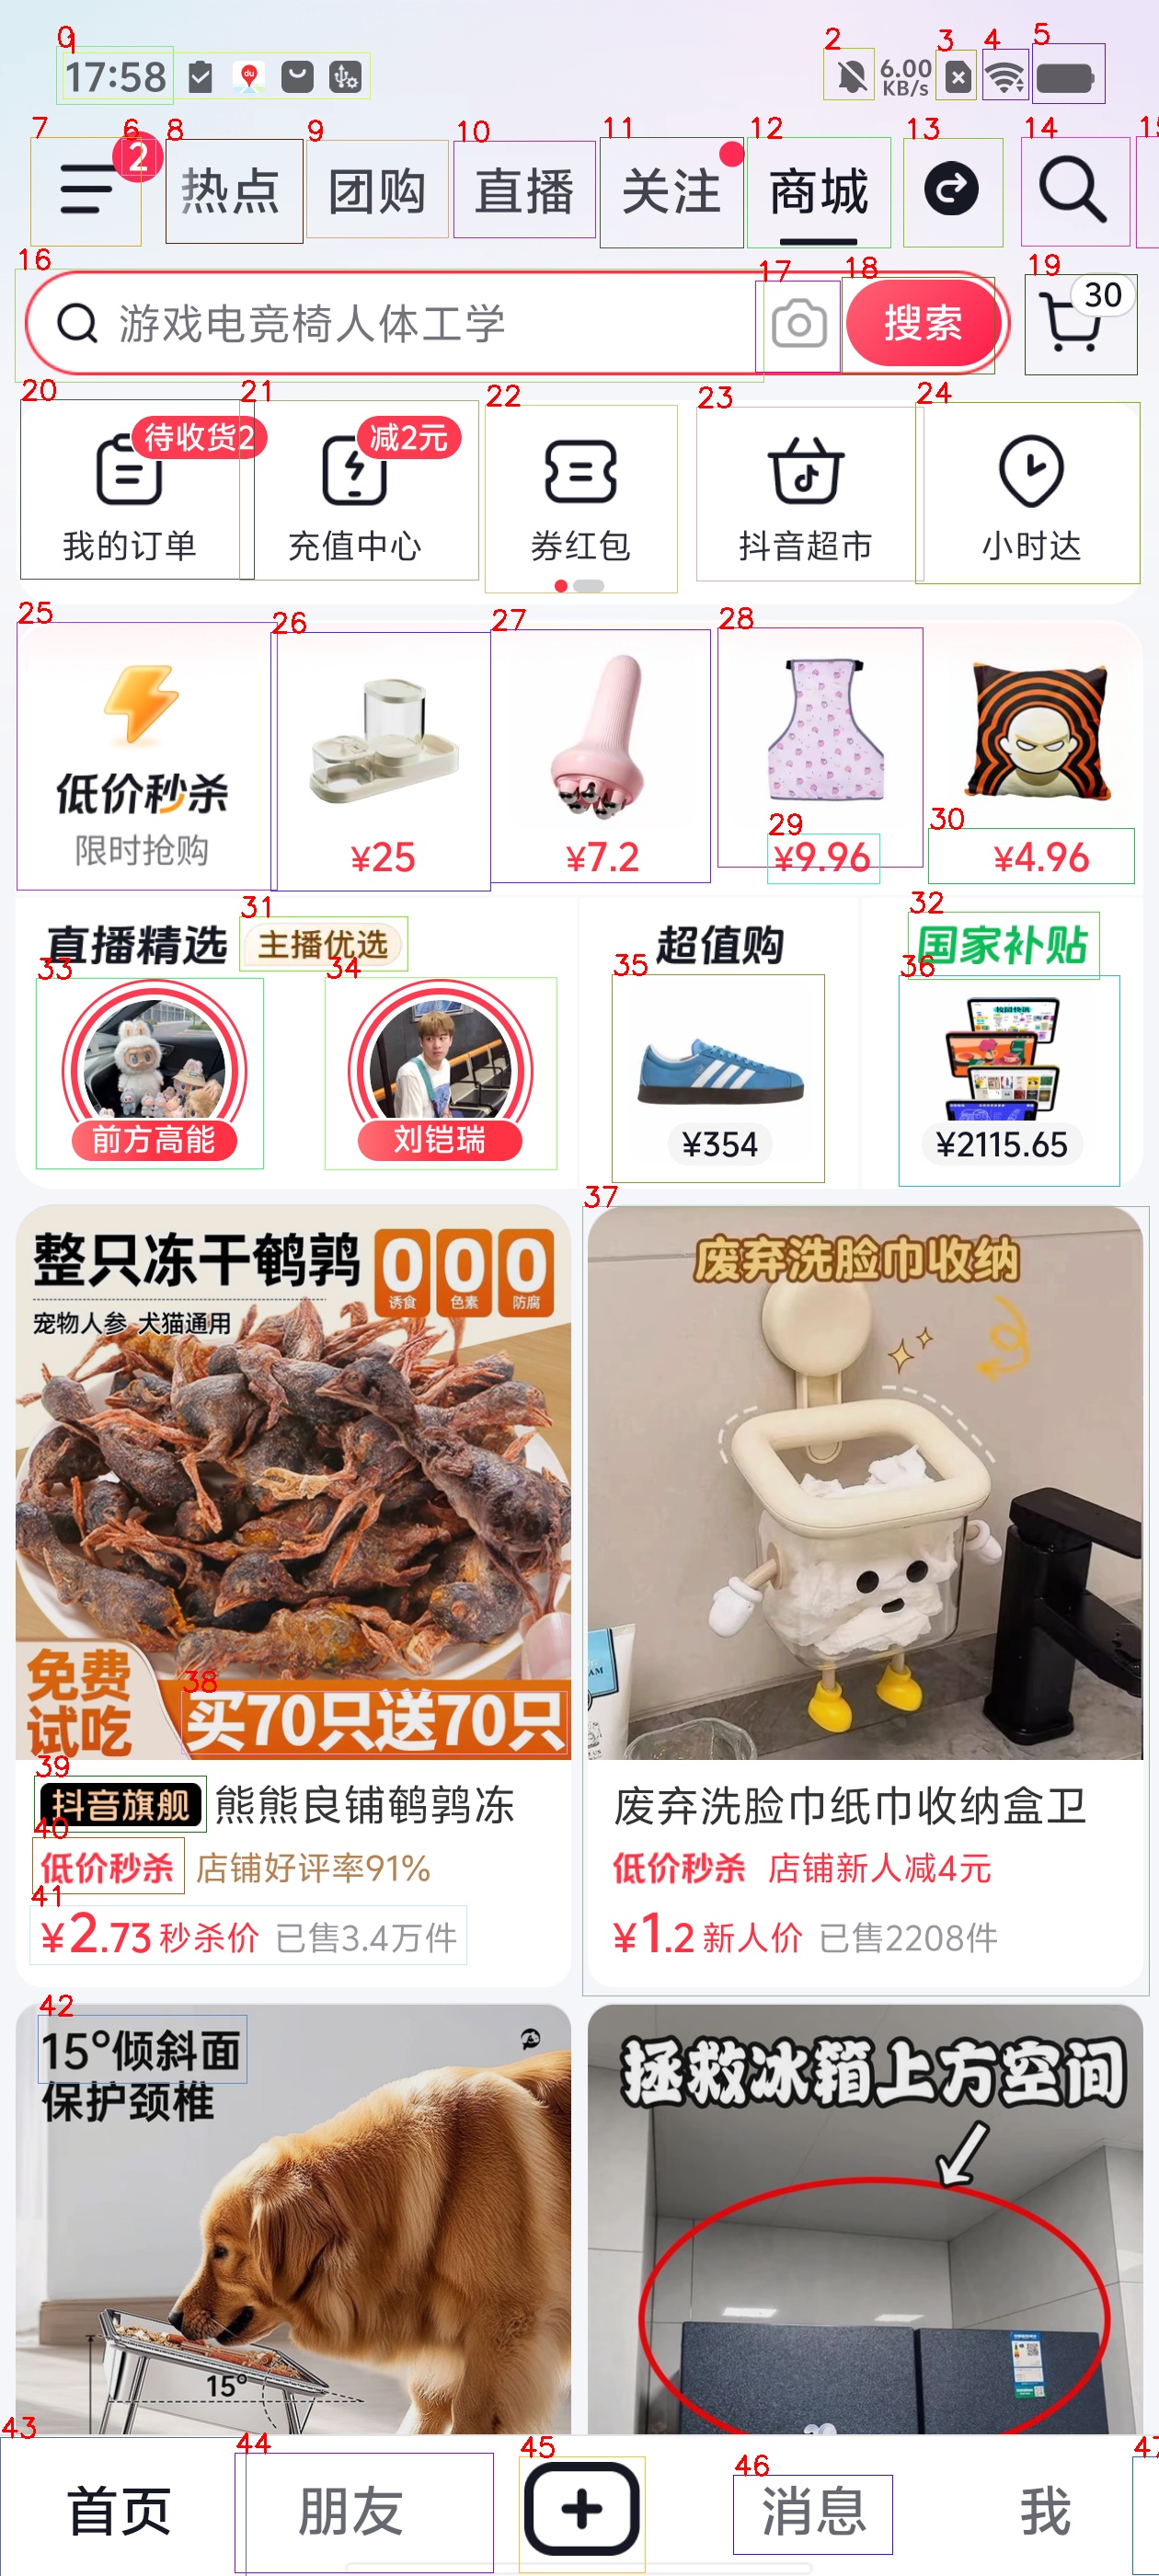 17:58
6.00
KB/s
2
热点
团购
直播
关注
商城
游戏电竞椅人体工学
搜索
30
待收货2
减2元
我的订单
充值中心
券红包
抖音超市
小时达
低价秒杀
限时抢购
¥25
¥7.2
¥9.96
¥4.96
直播精选
主播优选
超值购
国家补贴
前方高能
刘铠瑞
¥354
¥2115.65
整只冻干鹌鹑
0诱食
0色素
0防腐
宠物人参 犬猫通用
免费
试吃
买70只送70只
抖音旗舰 熊熊良铺鹌鹑冻
低价秒杀 店铺好评率91%
¥2.73 秒杀价 已售3.4万件
废弃洗脸巾收纳
废弃洗脸巾纸巾收纳盒卫
低价秒杀 店铺新人减4元
¥1.2 新人价 已售2208件
15°倾斜面
保护颈椎
15°
拯救冰箱上方空间
首页
朋友
消息
我
0
1
2
3
4
5
6
7
8
9
10
11
12
13
14
16
17
18
19
20
21
22
23
24
25
26
27
28
29
30
31
32
33
34
35
36
37
38
39
40
41
42
43
44
45
46